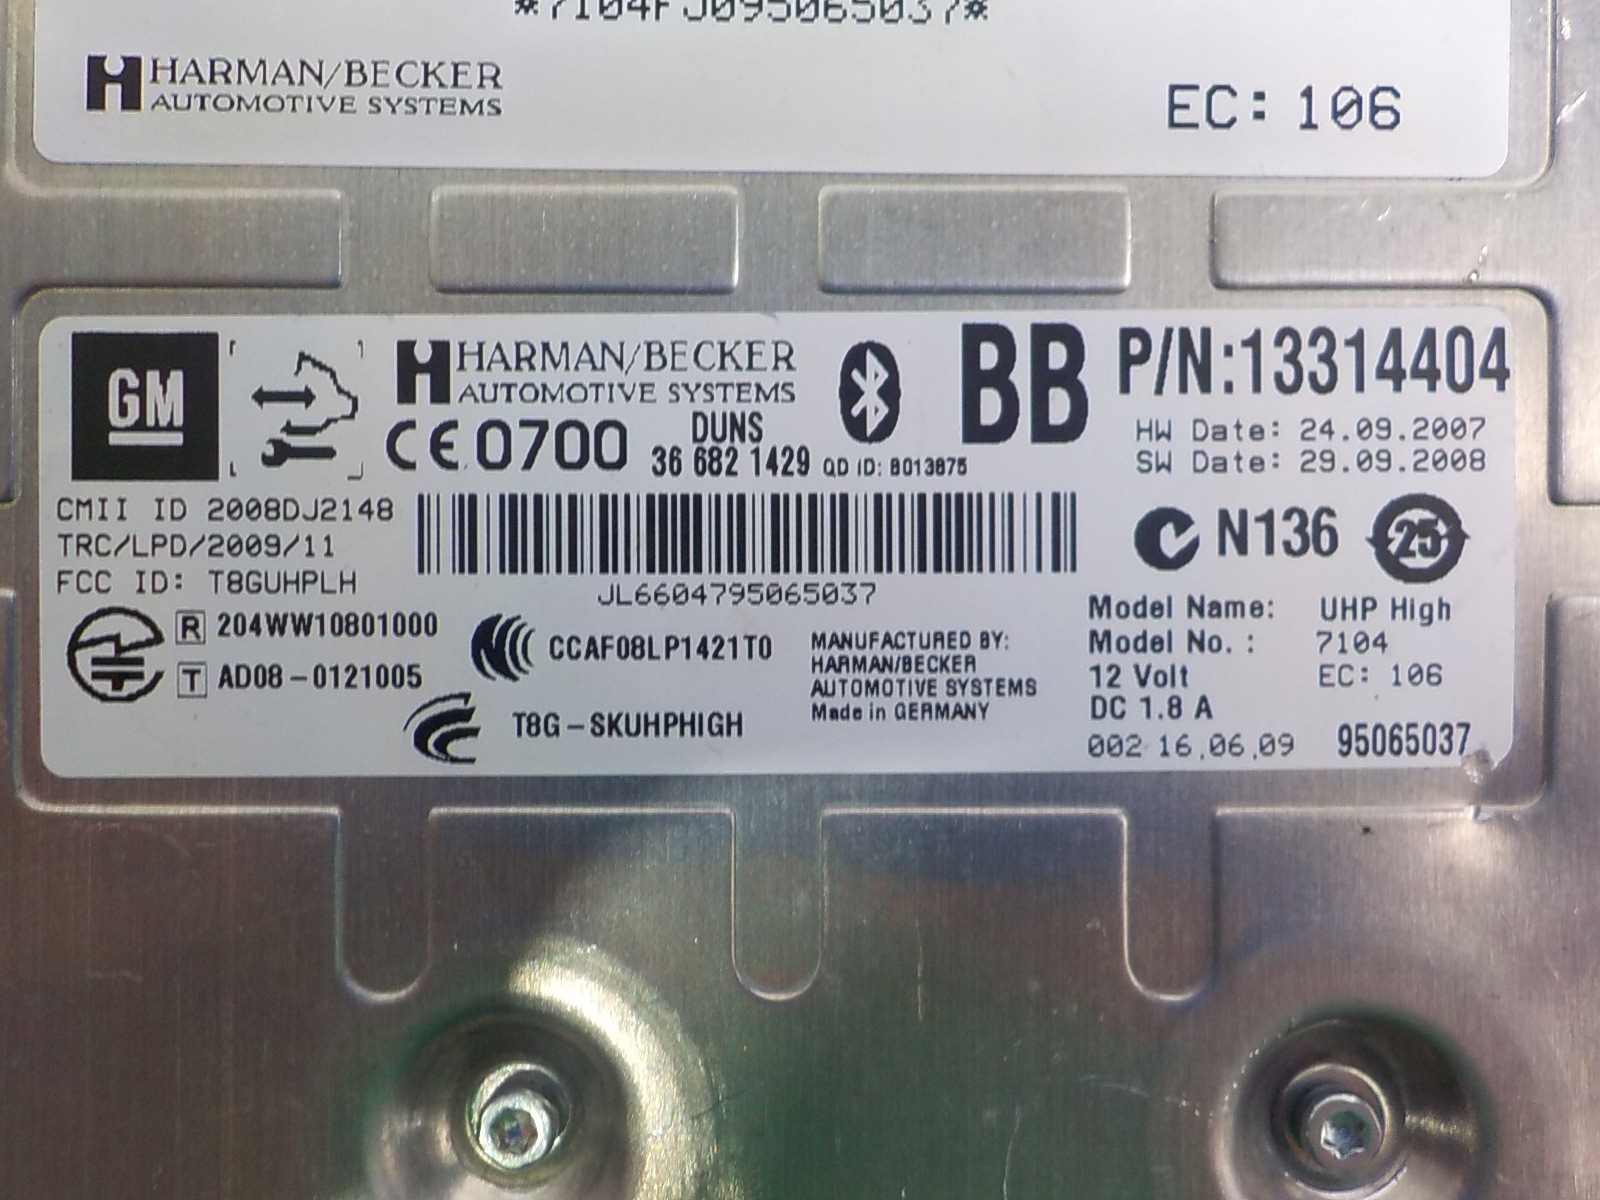 *7104FJ095065037*
HARMAN/BECKER
AUTOMOTIVE SYSTEMS
EC: 106
GM
HARMAN/BECKER
AUTOMOTIVE SYSTEMS
CE 0700
DUNS
36 682 1429
QD ID: B013875
BB
P/N:13314404
HW Date: 24.09.2007
SW Date: 29.09.2008
CMII ID 2008DJ2148
TRC/LPD/2009/11
FCC ID: T8GUHPLH
JL6604795065037
N136
25
R 204WW10801000
T AD08-0121005
CCAF08LP1421T0
T8G-SKUHPHIGH
MANUFACTURED BY:
HARMAN/BECKER
AUTOMOTIVE SYSTEMS
Made in GERMANY
Model Name: UHP High
Model No. : 7104
12 Volt EC: 106
DC 1.8 A
002 16.06.09 95065037